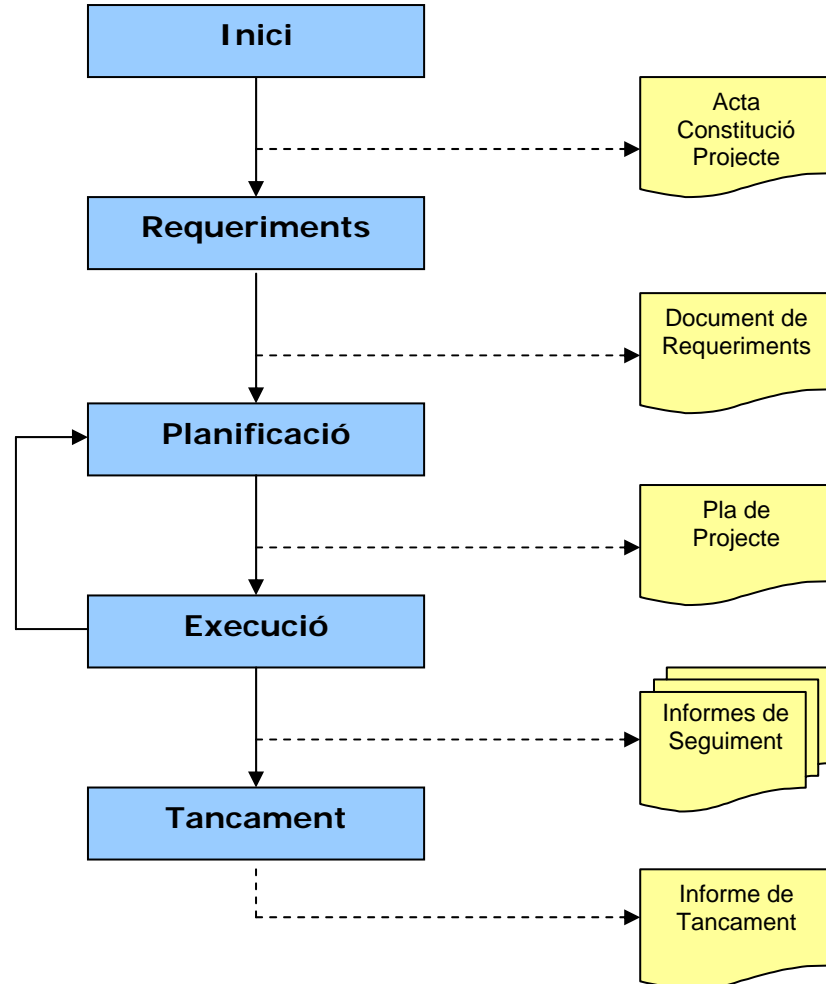 Inici
Acta
Constitució
Projecte
Requeriments
Document de
Requeriments
Planificació
Pla de
Projecte
Execució
Informes de
Seguiment
Tancament
Informe de
Tancament